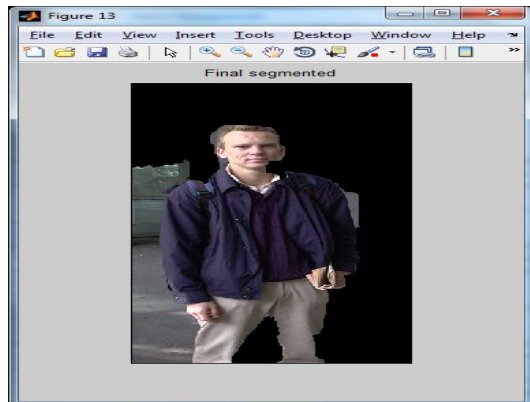 Figure 13
File Edit View Insert Tools Desktop Window Help
Final segmented